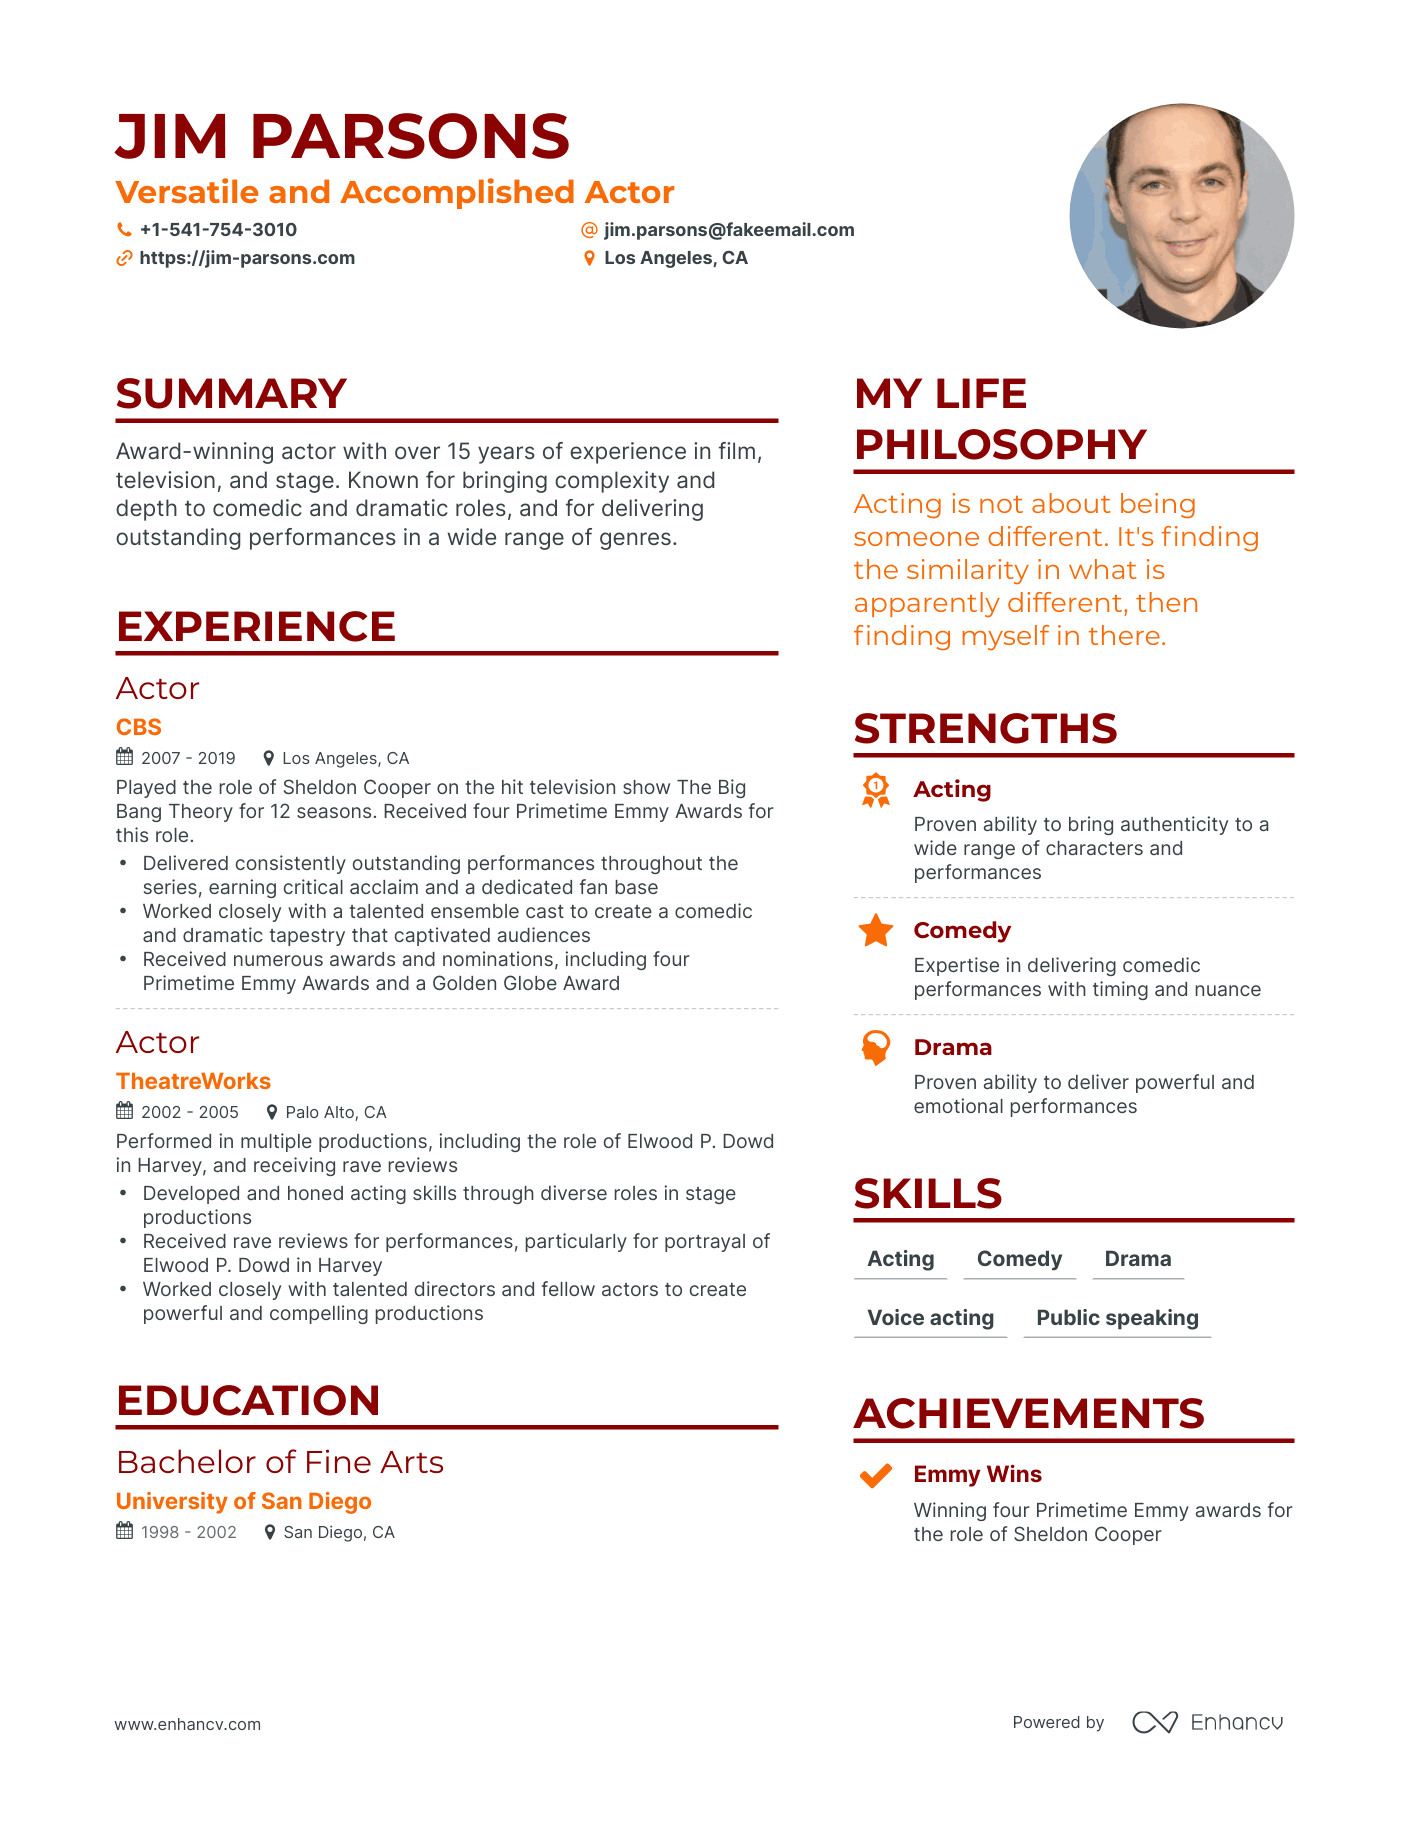 JIM PARSONS
Versatile and Accomplished Actor
+1-541-754-3010
jim.parsons@fakeemail.com
https://jim-parsons.com
Los Angeles, CA
SUMMARY
Award-winning actor with over 15 years of experience in film,
television, and stage. Known for bringing complexity and
depth to comedic and dramatic roles, and for delivering
outstanding performances in a wide range of genres.
EXPERIENCE
Actor
CBS
2007 - 2019 Los Angeles, CA
Played the role of Sheldon Cooper on the hit television show The Big
Bang Theory for 12 seasons. Received four Primetime Emmy Awards for
this role.
• Delivered consistently outstanding performances throughout the
series, earning critical acclaim and a dedicated fan base
• Worked closely with a talented ensemble cast to create a comedic
and dramatic tapestry that captivated audiences
• Received numerous awards and nominations, including four
Primetime Emmy Awards and a Golden Globe Award
Actor
TheatreWorks
2002 - 2005 Palo Alto, CA
Performed in multiple productions, including the role of Elwood P. Dowd
in Harvey, and receiving rave reviews
• Developed and honed acting skills through diverse roles in stage
productions
• Received rave reviews for performances, particularly for portrayal of
Elwood P. Dowd in Harvey
• Worked closely with talented directors and fellow actors to create
powerful and compelling productions
EDUCATION
Bachelor of Fine Arts
University of San Diego
1998 - 2002 San Diego, CA
MY LIFE
PHILOSOPHY
Acting is not about being
someone different. It's finding
the similarity in what is
apparently different, then
finding myself in there.
STRENGTHS
1
Acting
Proven ability to bring authenticity to a
wide range of characters and
performances
Comedy
Expertise in delivering comedic
performances with timing and nuance
Drama
Proven ability to deliver powerful and
emotional performances
SKILLS
Acting Comedy Drama
Voice acting Public speaking
ACHIEVEMENTS
Emmy Wins
Winning four Primetime Emmy awards for
the role of Sheldon Cooper
www.enhancv.com
Powered by Enhancv